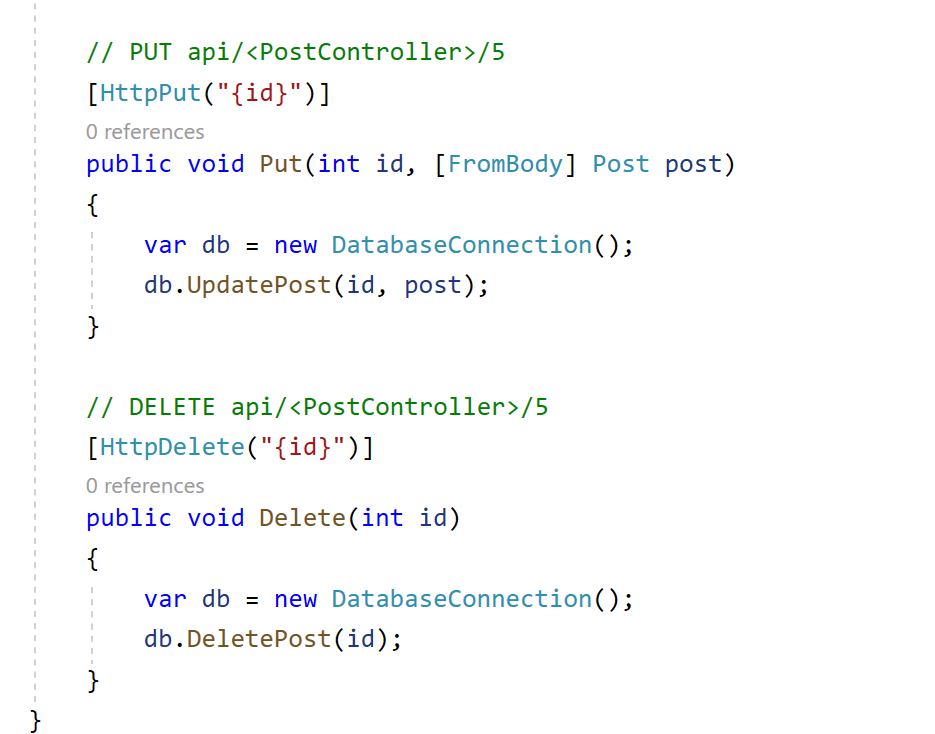 // PUT api/<PostController>/5
[HttpPut("{id}")]
0 references
public void Put(int id, [FromBody] Post post)
{
var db = new DatabaseConnection();
db.UpdatePost(id, post);
}
// DELETE api/<PostController>/5
[HttpDelete("{id}")]
0 references
public void Delete(int id)
{
var db = new DatabaseConnection();
db.DeletePost(id);
}
}